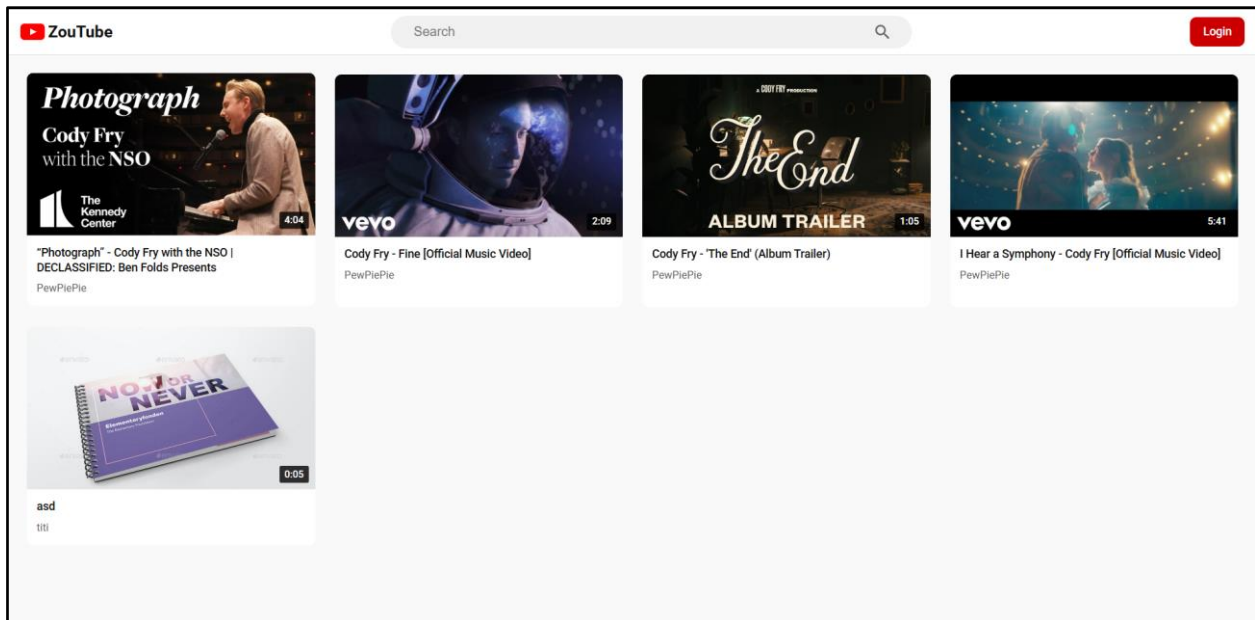 ZouTube
Search
Login
Photograph
Cody Fry
with the NSO
The
Kennedy
Center
4:04
"Photograph" - Cody Fry with the NSO |
DECLASSIFIED: Ben Folds Presents
PewPiePie
vevo
2:09
Cody Fry - Fine [Official Music Video]
PewPiePie
A CODY FRY PRODUCTION
The End
ALBUM TRAILER
1:05
Cody Fry - 'The End' (Album Trailer)
PewPiePie
vevo
5:41
I Hear a Symphony - Cody Fry [Official Music Video]
PewPiePie
NOW OR
NEVER
0:05
asd
titi